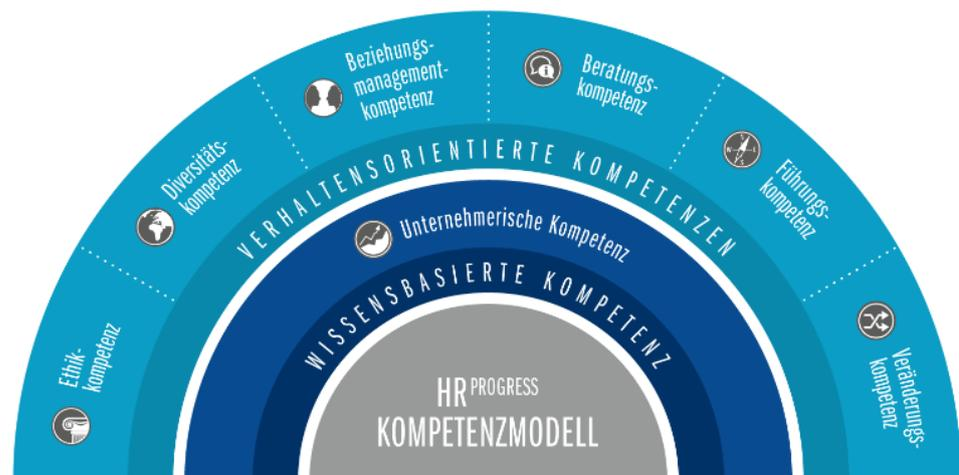 Ethik-
kompetenz
Diversitäts-
kompetenz
Beziehungs-
management-
kompetenz
Beratungs-
kompetenz
Führungs-
kompetenz
Veränderungs-
kompetenz
VERHALTENSORIENTIERTE KOMPETENZEN
Unternehmerische Kompetenz
WISSENSBASIERTE KOMPETENZ
HR PROGRESS
KOMPETENZMODELL